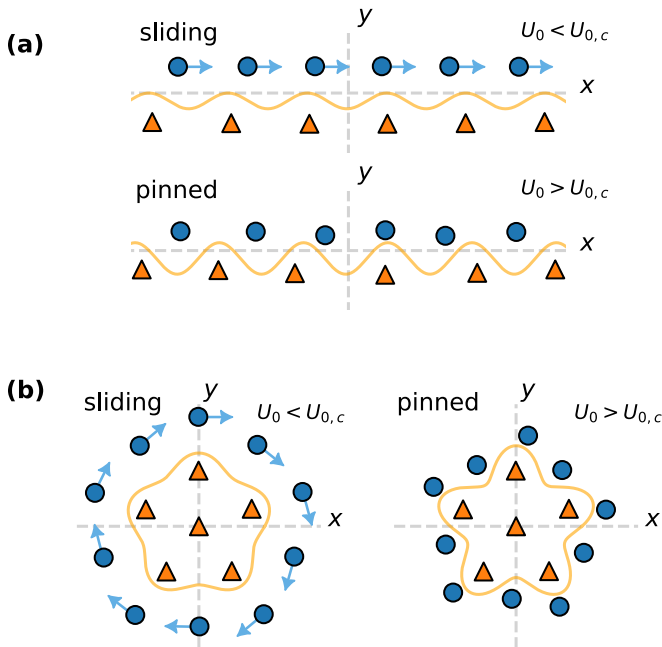 (a)
sliding
y
U₀ < U₀,c
x
pinned
y
U₀ > U₀,c
x
(b)
sliding
y
U₀ < U₀,c
x
pinned
y
U₀ > U₀,c
x